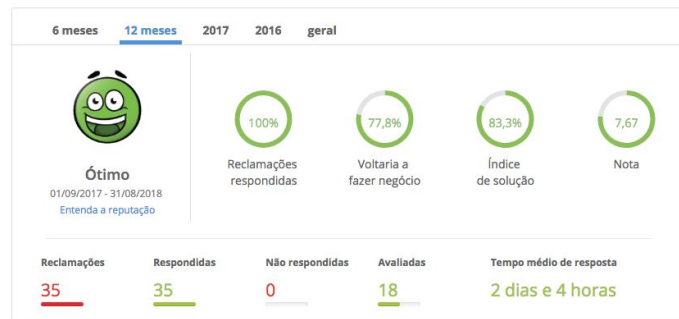 6 meses 12 meses 2017 2016 geral
100% 77,8% 83,3% 7,67
Reclamações respondidas Voltaria a fazer negócio Índice de solução Nota
Ótimo
01/09/2017 - 31/08/2018
Entenda a reputação
Reclamações Respondidas Não respondidas Avaliadas Tempo médio de resposta
35 35 0 18 2 dias e 4 horas